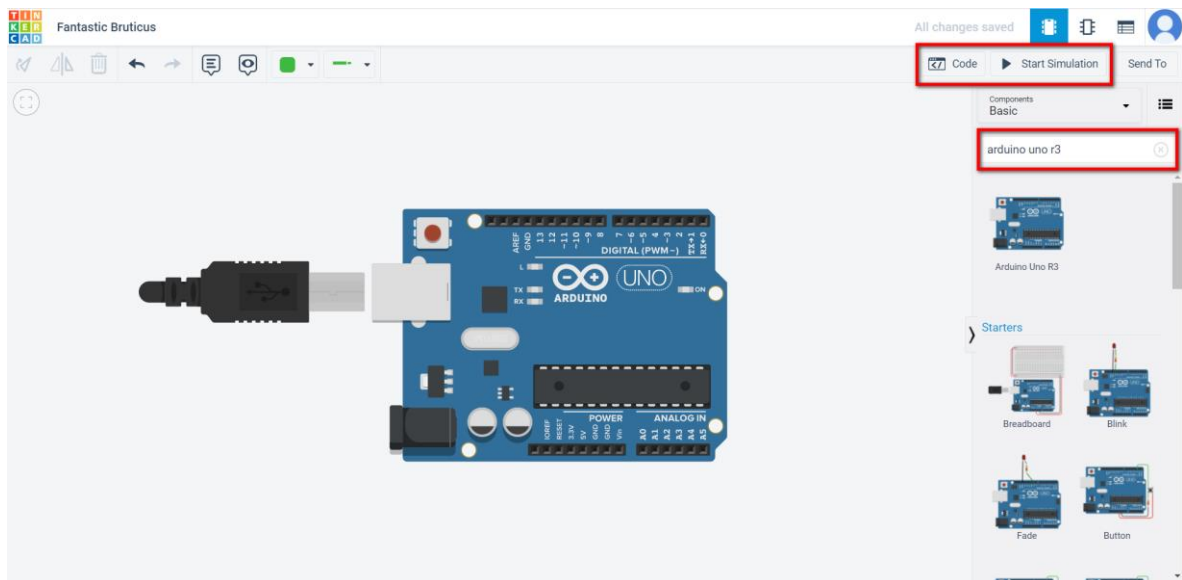 TIN
KER
CAD
Fantastic Bruticus
All changes saved
Code
Start Simulation
Send To
Components
Basic
arduino uno r3
Arduino Uno R3
Starters
Breadboard
Blink
Fade
Button
AREF
GND
13
12
~11
~10
~9
8
7
~6
~5
4
~3
2
TX→1
RX←0
DIGITAL (PWM~)
L
TX
RX
ARDUINO
UNO
ON
POWER
ANALOG IN
IOREF
RESET
3.3V
5V
GND
GND
Vin
A0
A1
A2
A3
A4
A5